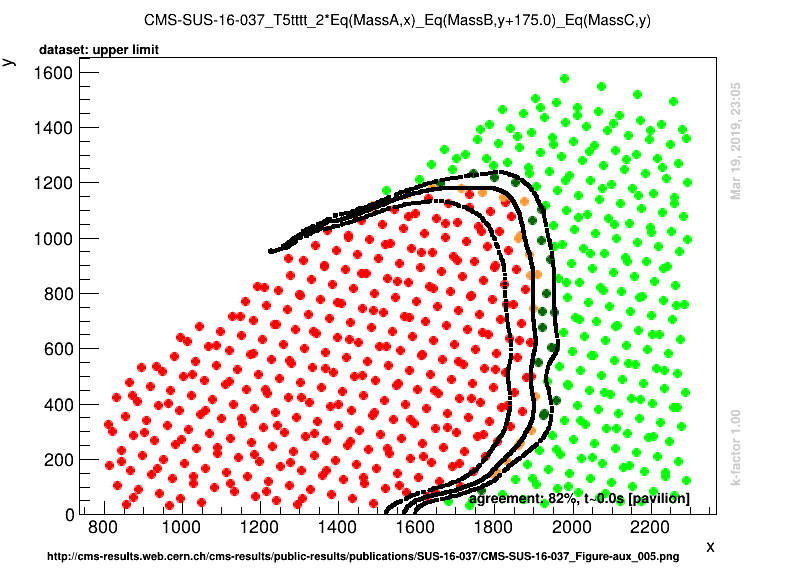 CMS-SUS-16-037_T5tttt_2*Eq(MassA,x)_Eq(MassB,y+175.0)_Eq(MassC,y)
dataset: upper limit
y
1600
1400
1200
1000
800
600
400
200
0
800 1000 1200 1400 1600 1800 2000 2200
x
agreement: 82%, t~0.0s [pavilion]
Mar 19, 2019, 23:05
k-factor 1.00
http://cms-results.web.cern.ch/cms-results/public-results/publications/SUS-16-037/CMS-SUS-16-037_Figure-aux_005.png